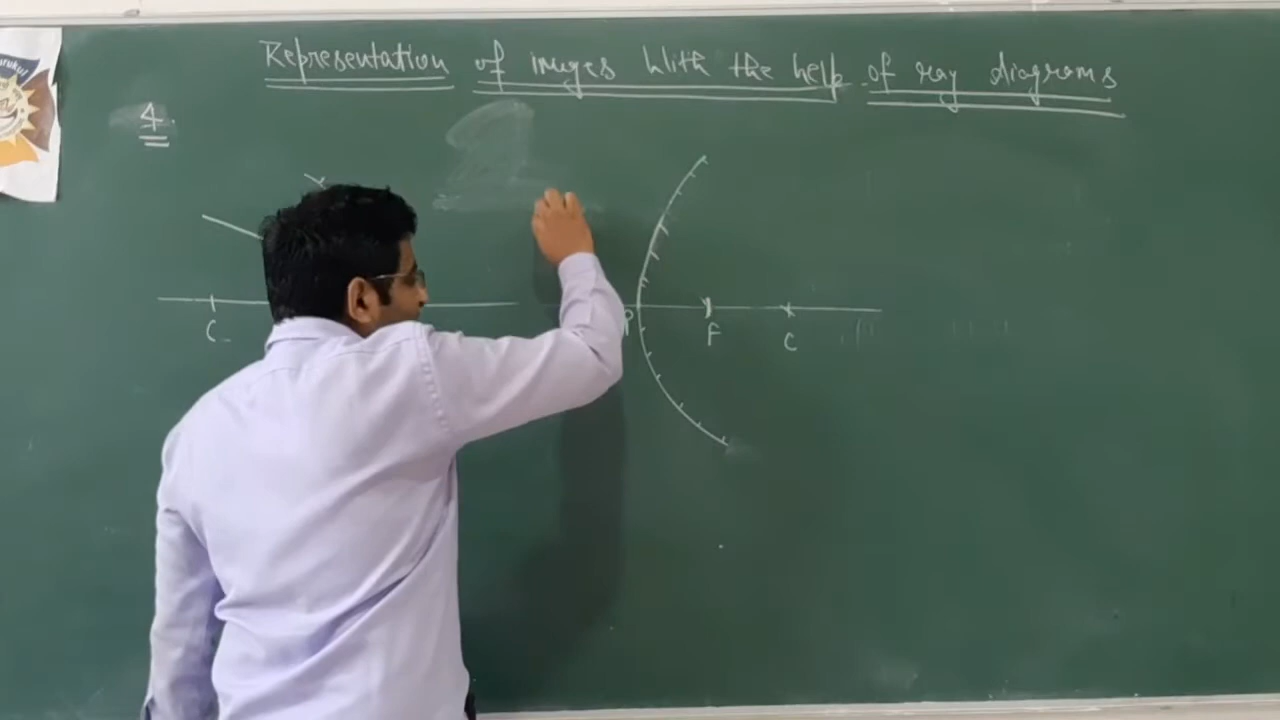 Representation of images With the help of ray diagrams
4.
C
P F C